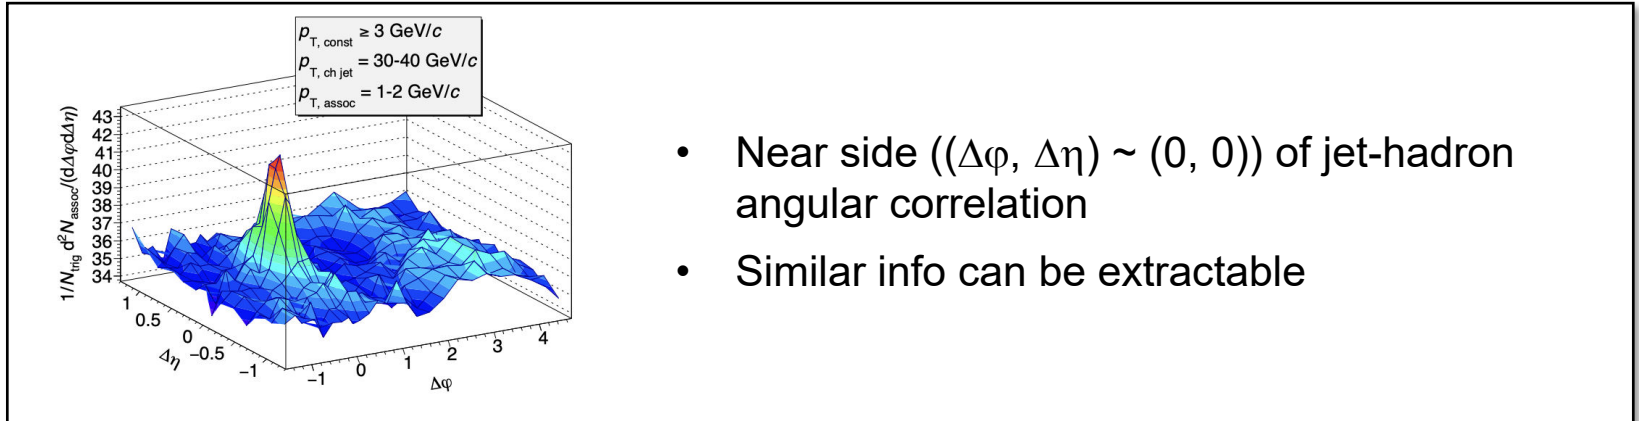 p_T, const ≥ 3 GeV/c
p_T, ch jet = 30-40 GeV/c
p_T, assoc = 1-2 GeV/c
1/N_trig d²N_assoc/(dΔφdΔη)
43
42
41
40
39
38
37
36
35
34
1
0.5
0
−0.5
−1
Δη
−1
0
1
2
3
4
Δφ
• Near side ((Δφ, Δη) ~ (0, 0)) of jet-hadron
angular correlation
• Similar info can be extractable